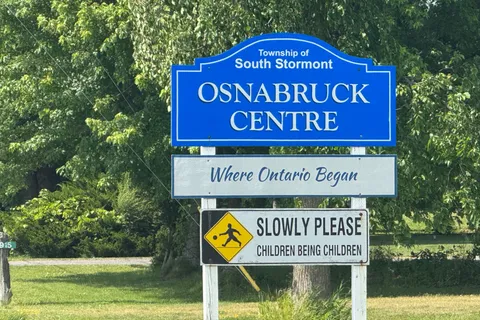 Township of
South Stormont
OSNABRUCK
CENTRE
Where Ontario Began
SLOWLY PLEASE
CHILDREN BEING CHILDREN